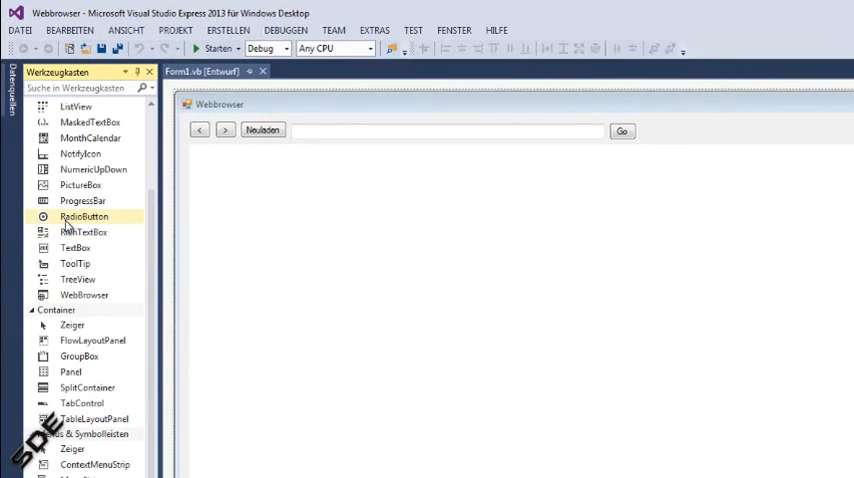 Webbrowser - Microsoft Visual Studio Express 2013 für Windows Desktop
DATEI BEARBEITEN ANSICHT PROJEKT ERSTELLEN DEBUGGEN TEAM EXTRAS TEST FENSTER HILFE
Starten Debug Any CPU
Datenquellen
Werkzeugkasten
Suche in Werkzeugkasten
ListView
MaskedTextBox
MonthCalendar
NotifyIcon
NumericUpDown
PictureBox
ProgressBar
RadioButton
RichTextBox
TextBox
ToolTip
TreeView
WebBrowser
Container
Zeiger
FlowLayoutPanel
GroupBox
Panel
SplitContainer
TabControl
TableLayoutPanel
& Symbolleisten
Zeiger
ContextMenuStrip
Form1.vb [Entwurf]
Webbrowser
< > Neuladen Go
SDE